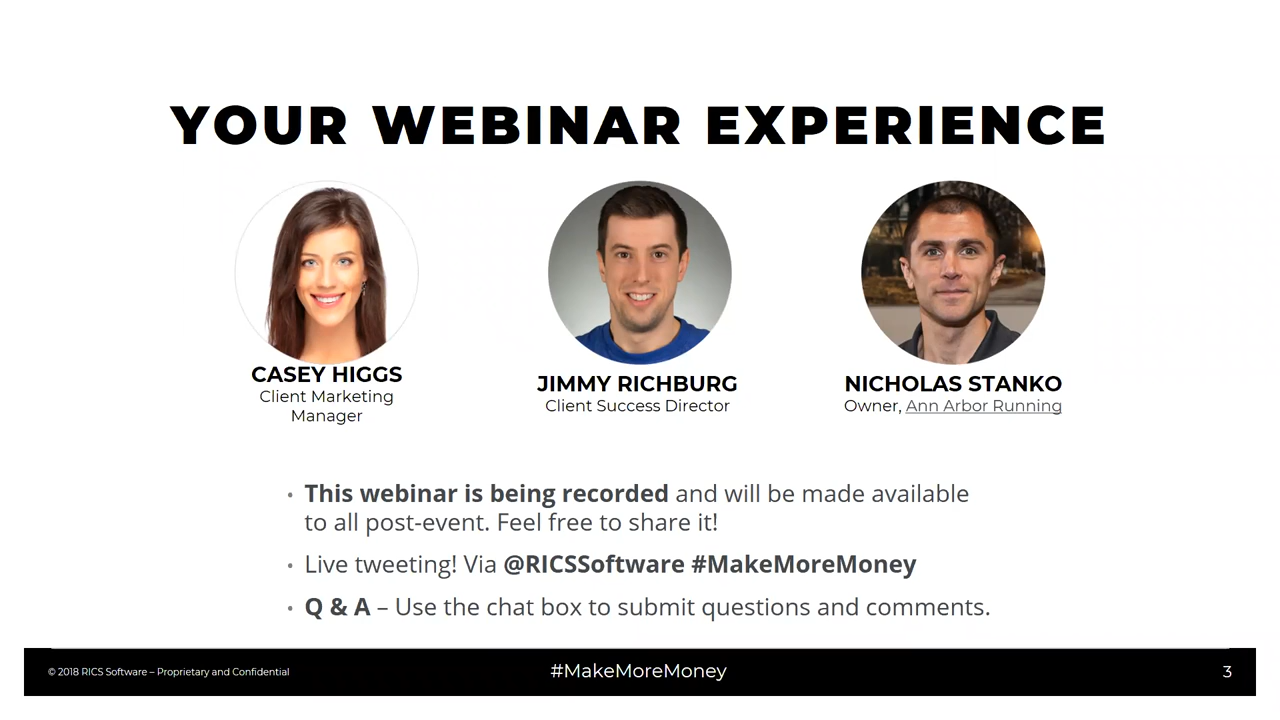 YOUR WEBINAR EXPERIENCE
CASEY HIGGS
Client Marketing
Manager
JIMMY RICHBURG
Client Success Director
NICHOLAS STANKO
Owner, Ann Arbor Running
• This webinar is being recorded and will be made available
to all post-event. Feel free to share it!
• Live tweeting! Via @RICSSoftware #MakeMoreMoney
• Q & A – Use the chat box to submit questions and comments.
© 2018 RICS Software – Proprietary and Confidential
#MakeMoreMoney
3